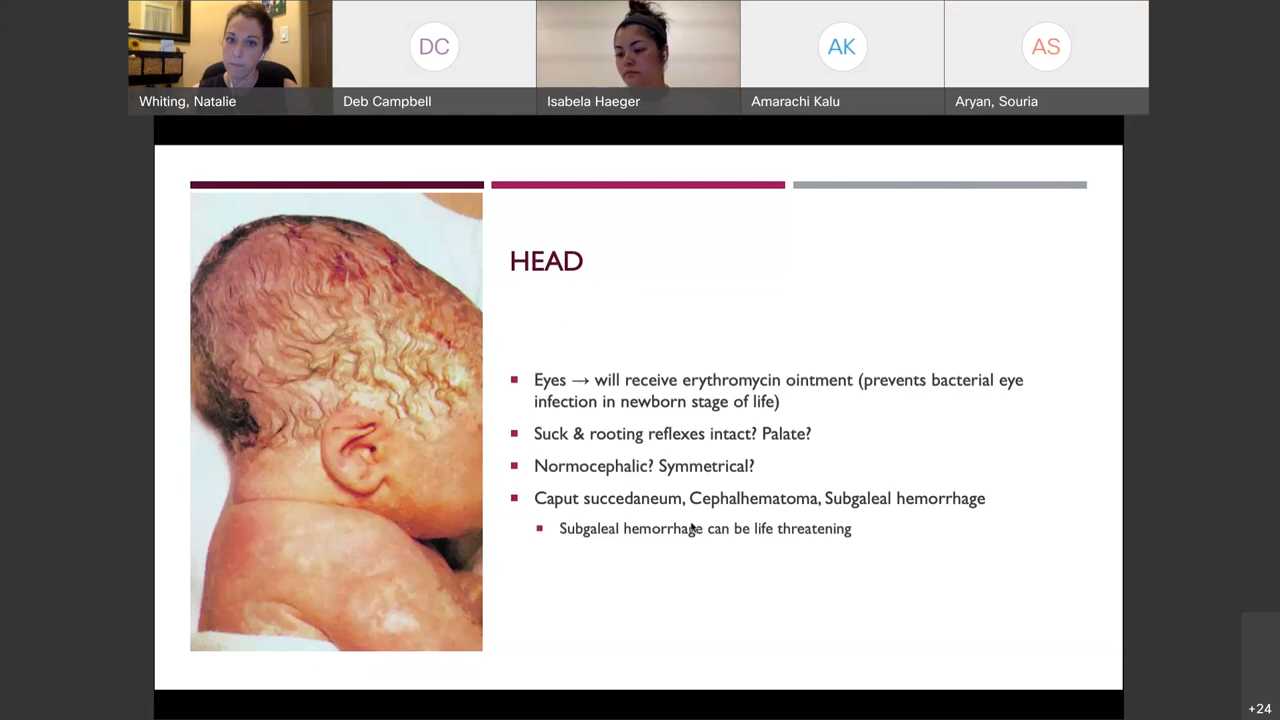 DC
AK
AS
Whiting, Natalie
Deb Campbell
Isabela Haeger
Amarachi Kalu
Aryan, Souria
HEAD
▪ Eyes → will receive erythromycin ointment (prevents bacterial eye
infection in newborn stage of life)
▪ Suck & rooting reflexes intact? Palate?
▪ Normocephalic? Symmetrical?
▪ Caput succedaneum, Cephalhematoma, Subgaleal hemorrhage
▪ Subgaleal hemorrhage can be life threatening
+24